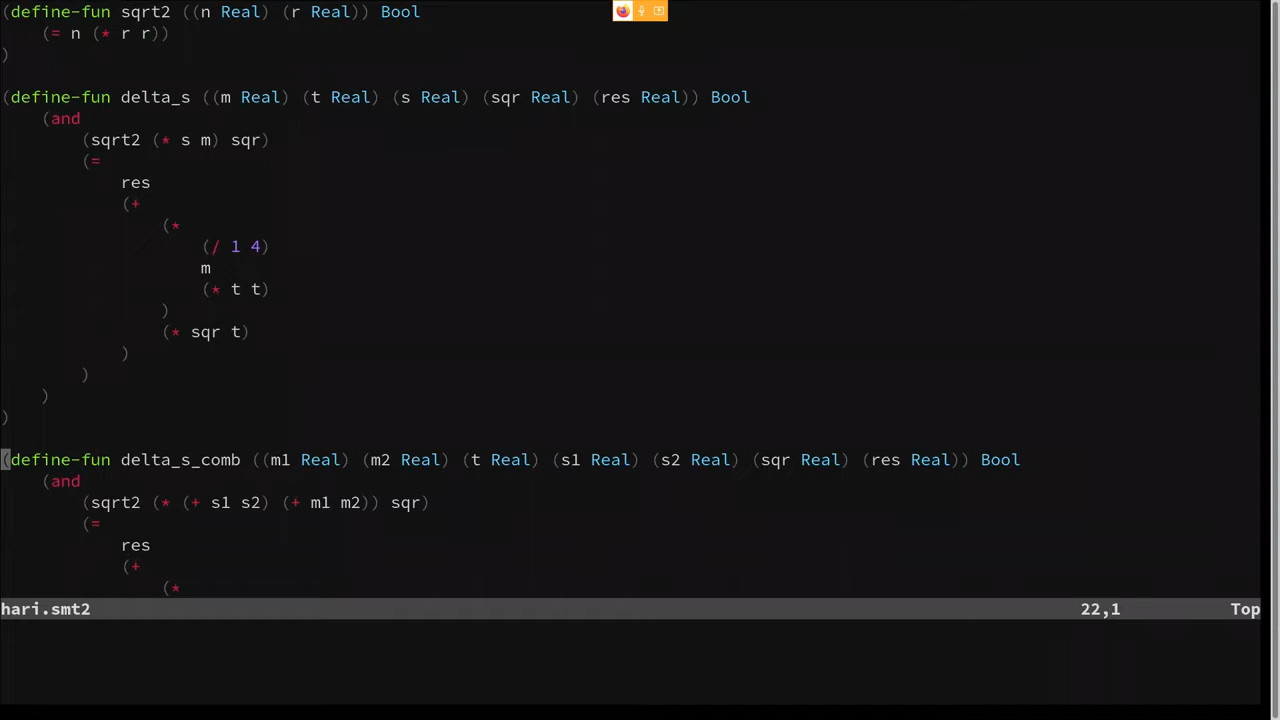 (define-fun sqrt2 ((n Real) (r Real)) Bool
    (= n (* r r))
)

(define-fun delta_s ((m Real) (t Real) (s Real) (sqr Real) (res Real)) Bool
    (and
        (sqrt2 (* s m) sqr)
        (=
            res
            (+
                (*
                    (/ 1 4)
                    m
                    (* t t)
                )
                (* sqr t)
            )
        )
    )
)

(define-fun delta_s_comb ((m1 Real) (m2 Real) (t Real) (s1 Real) (s2 Real) (sqr Real) (res Real)) Bool
    (and
        (sqrt2 (* (+ s1 s2) (+ m1 m2)) sqr)
        (=
            res
            (+
                (*
hari.smt2 22,1 Top